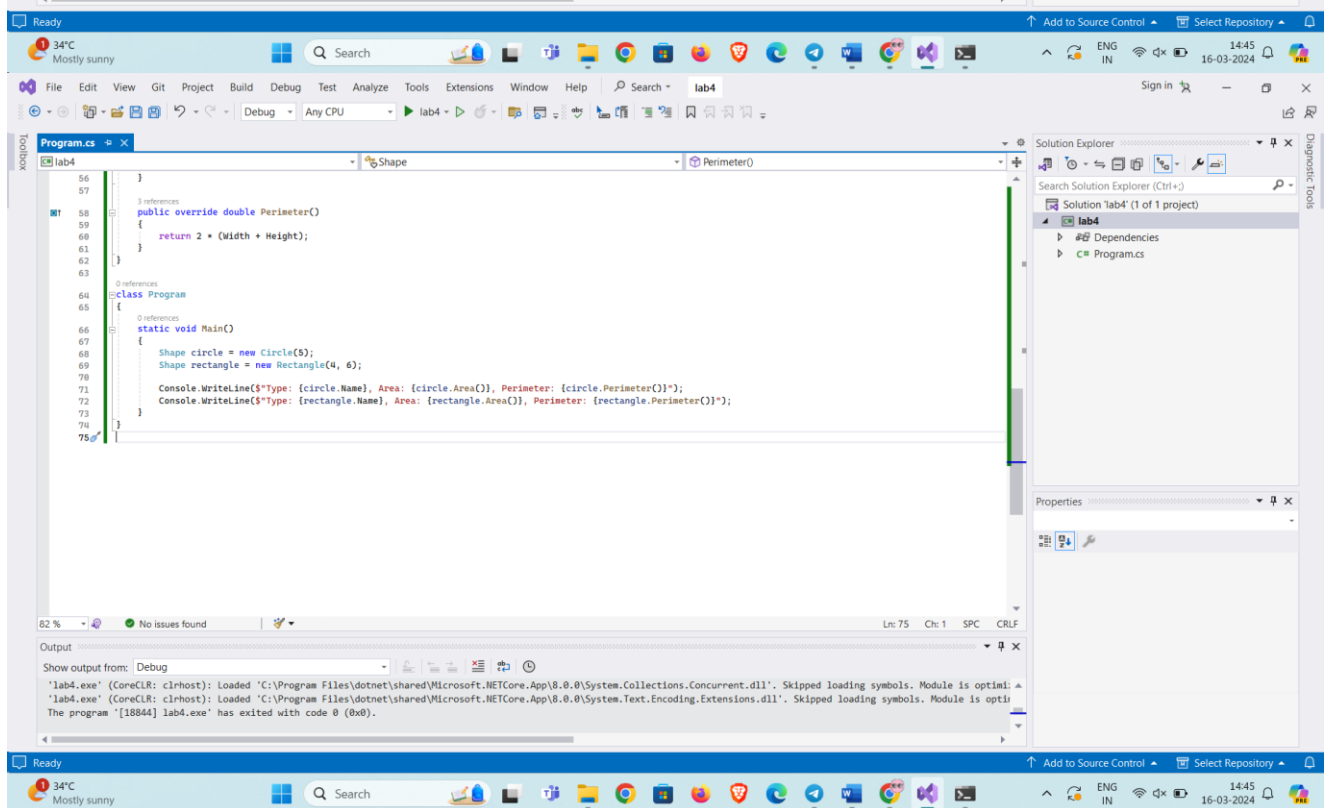 Ready
Add to Source Control
Select Repository
34°C
Mostly sunny
Search
ENG
IN
14:45
16-03-2024
File Edit View Git Project Build Debug Test Analyze Tools Extensions Window Help Search lab4
Sign in
Debug Any CPU lab4
Toolbox
Program.cs
lab4 Shape Perimeter()
56 }
57
3 references
58 public override double Perimeter()
59 {
60 return 2 * (Width + Height);
61 }
62 }
63
0 references
64 class Program
65 {
0 references
66 static void Main()
67 {
68 Shape circle = new Circle(5);
69 Shape rectangle = new Rectangle(4, 6);
70
71 Console.WriteLine($"Type: {circle.Name}, Area: {circle.Area()}, Perimeter: {circle.Perimeter()}");
72 Console.WriteLine($"Type: {rectangle.Name}, Area: {rectangle.Area()}, Perimeter: {rectangle.Perimeter()}");
73 }
74 }
75
82 % No issues found Ln: 75 Ch: 1 SPC CRLF
Solution Explorer
Search Solution Explorer (Ctrl+;)
Solution 'lab4' (1 of 1 project)
lab4
Dependencies
C# Program.cs
Diagnostic Tools
Properties
Output
Show output from: Debug
'lab4.exe' (CoreCLR: clrhost): Loaded 'C:\Program Files\dotnet\shared\Microsoft.NETCore.App\8.0.0\System.Collections.Concurrent.dll'. Skipped loading symbols. Module is optimi
'lab4.exe' (CoreCLR: clrhost): Loaded 'C:\Program Files\dotnet\shared\Microsoft.NETCore.App\8.0.0\System.Text.Encoding.Extensions.dll'. Skipped loading symbols. Module is opti
The program '[18844] lab4.exe' has exited with code 0 (0x0).
Ready
Add to Source Control
Select Repository
34°C
Mostly sunny
Search
ENG
IN
14:45
16-03-2024